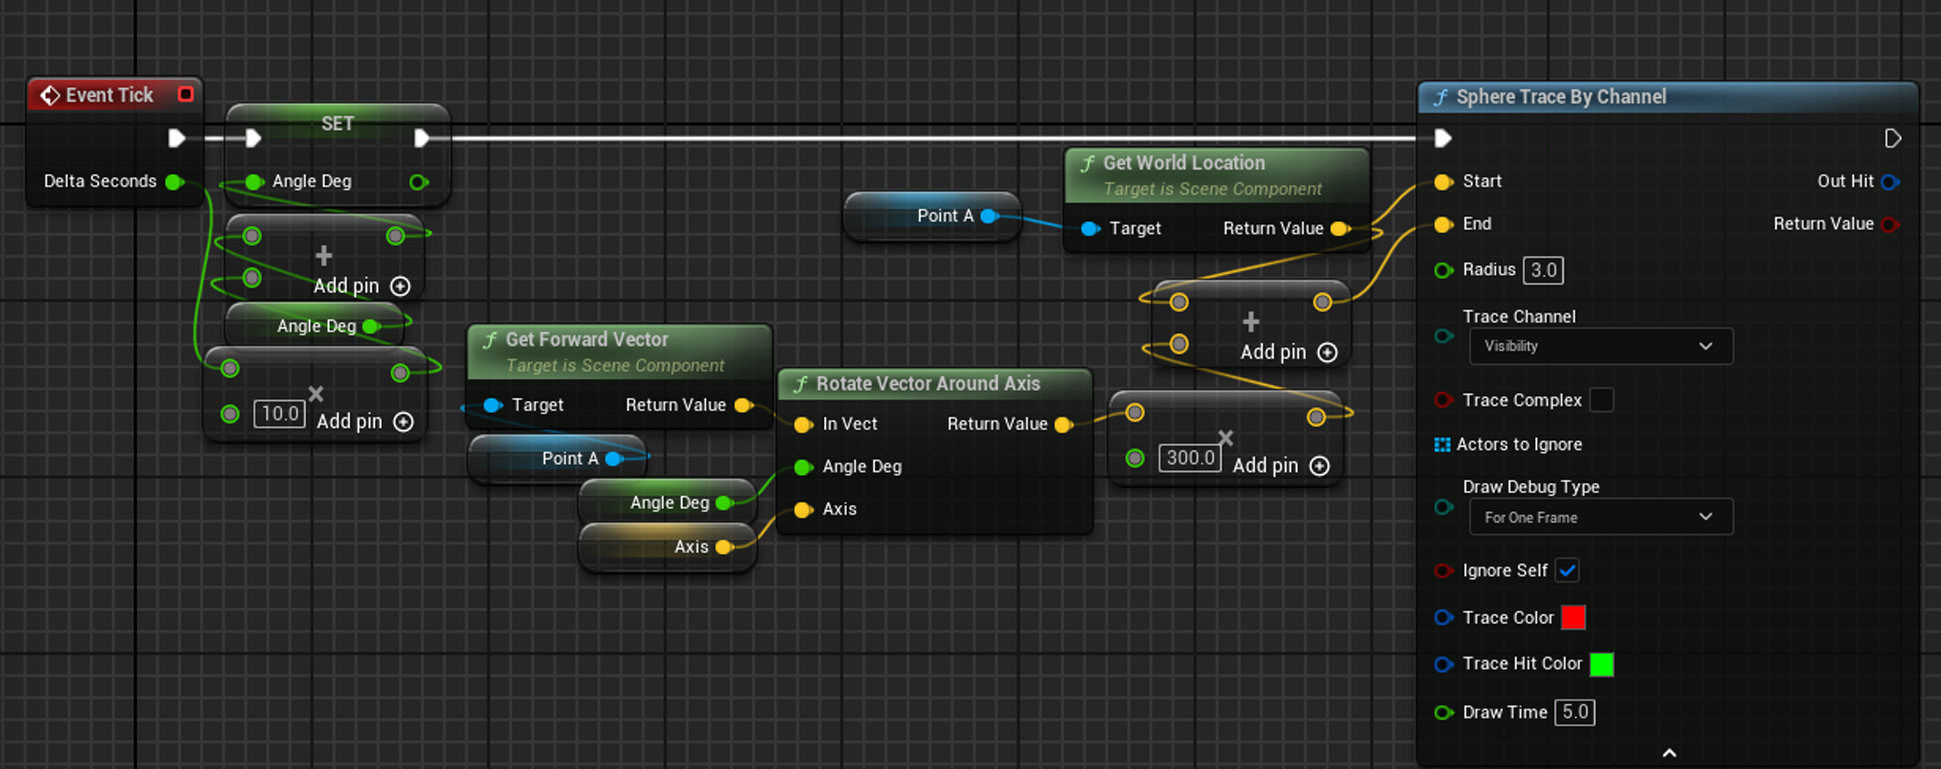 Event Tick
Delta Seconds
SET
Angle Deg
+
Add pin
Angle Deg
×
10.0
Add pin
Get Forward Vector
Target is Scene Component
Target
Return Value
Point A
Angle Deg
Axis
Rotate Vector Around Axis
In Vect
Return Value
Angle Deg
Axis
Point A
Get World Location
Target is Scene Component
Target
Return Value
+
Add pin
×
300.0
Add pin
Sphere Trace By Channel
Start
Out Hit
End
Return Value
Radius 3.0
Trace Channel
Visibility
Trace Complex
Actors to Ignore
Draw Debug Type
For One Frame
Ignore Self
Trace Color
Trace Hit Color
Draw Time 5.0